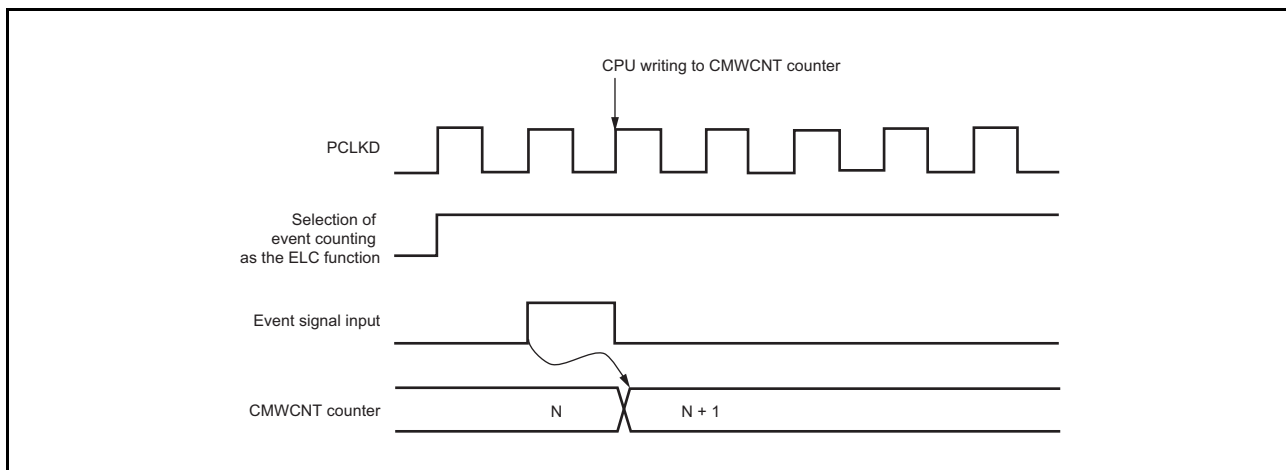 CPU writing to CMWCNT counter
PCLKD
Selection of
event counting
as the ELC function
Event signal input
CMWCNT counter
N
N + 1